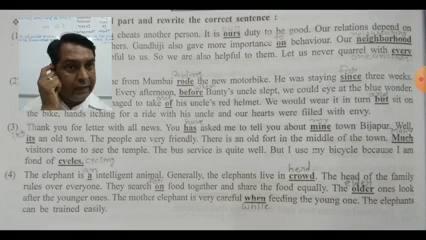 part and rewrite the correct sentence :
cheats another person. It is ours duty to be good. Our relations depend on
hers. Gandhiji also gave more importance on behaviour. Our neighborhood
ful to us. So we are also helpful to them. Let us never quarrel with every
(2) me from Mumbai rode the new motorbike. He was staying since three weeks.
Every afternoon, before Bunty's uncle slept, we could eye at the blue wonder.
naged to take of his uncle's red helmet. We would wear it in turn but sit on
the bike, hands itching for a ride with his uncle and our hearts were filled with envy.
have my
(3) Thank you for letter with all news. You has asked me to tell you about mine town Bijapur. Well,
its an old town. The people are very friendly. There is an old fort in the middle of the town. Much
visitors come to see the temple. The bus service is quite well. But I use my bicycle because I am
fond of cycles. cycling
an herd
(4) The elephant is a intelligent animal. Generally, the elephants live in crowd. The head of the family
rules over everyone. They search on food together and share the food equally. The older ones look
after the younger ones. The mother elephant is very careful when feeding the young one. The elephants
can be trained easily. while